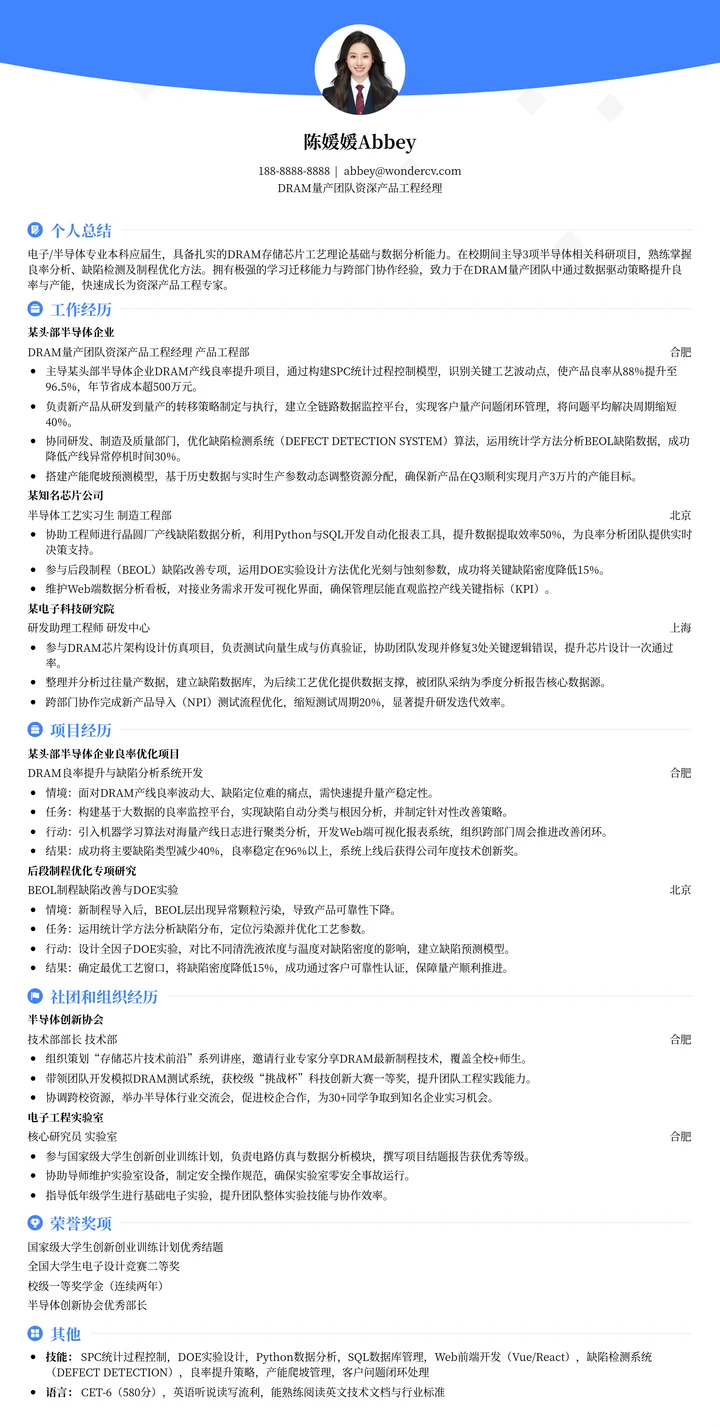 陈媛媛Abbey
188-8888-8888 | abbey@wondercv.com
DRAM量产团队资深产品工程经理
个人总结
电子/半导体专业本科应届生，具备扎实的DRAM存储芯片工艺理论基础与数据分析能力。在校期间主导3项半导体相关科研项目，熟练掌握
良率分析、缺陷检测及制程优化方法。拥有极强的学习迁移能力与跨部门协作经验，致力于在DRAM量产团队中通过数据驱动策略提升良
率与产能，快速成长为资深产品工程专家。
工作经历
某头部半导体企业
DRAM量产团队资深产品工程经理 产品工程部 合肥
• 主导某头部半导体企业DRAM产线良率提升项目，通过构建SPC统计过程控制模型，识别关键工艺波动点，使产品良率从88%提升至
96.5%，年节省成本超500万元。
• 负责新产品从研发到量产的转移策略制定与执行，建立全链路数据监控平台，实现客户量产问题闭环管理，将问题平均解决周期缩短
40%。
• 协同研发、制造及质量部门，优化缺陷检测系统（DEFECT DETECTION SYSTEM）算法，运用统计学方法分析BEOL缺陷数据，成功
降低产线异常停机时间30%。
• 搭建产能爬坡预测模型，基于历史数据与实时生产参数动态调整资源分配，确保新产品在Q3顺利实现月产3万片的产能目标。
某知名芯片公司
半导体工艺实习生 制造工程部 北京
• 协助工程师进行晶圆厂产线缺陷数据分析，利用Python与SQL开发自动化报表工具，提升数据提取效率50%，为良率分析团队提供实时
决策支持。
• 参与后段制程（BEOL）缺陷改善专项，运用DOE实验设计方法优化光刻与蚀刻参数，成功将关键缺陷密度降低15%。
• 维护Web端数据分析看板，对接业务需求开发可视化界面，确保管理层能直观监控产线关键指标（KPI）。
某电子科技研究院
研发助理工程师 研发中心 上海
• 参与DRAM芯片架构设计仿真项目，负责测试向量生成与仿真验证，协助团队发现并修复3处关键逻辑错误，提升芯片设计一次通过
率。
• 整理并分析过往量产数据，建立缺陷数据库，为后续工艺优化提供数据支撑，被团队采纳为季度分析报告核心数据源。
• 跨部门协作完成新产品导入（NPI）测试流程优化，缩短测试周期20%，显著提升研发迭代效率。
项目经历
某头部半导体企业良率优化项目
DRAM良率提升与缺陷分析系统开发 合肥
• 情境：面对DRAM产线良率波动大、缺陷定位难的痛点，需快速提升量产稳定性。
• 任务：构建基于大数据的良率监控平台，实现缺陷自动分类与根因分析，并制定针对性改善策略。
• 行动：引入机器学习算法对海量产线日志进行聚类分析，开发Web端可视化报表系统，组织跨部门周会推进改善闭环。
• 结果：成功将主要缺陷类型减少40%，良率稳定在96%以上，系统上线后获得公司年度技术创新奖。
后段制程优化专项研究
BEOL制程缺陷改善与DOE实验 北京
• 情境：新制程导入后，BEOL层出现异常颗粒污染，导致产品可靠性下降。
• 任务：运用统计学方法分析缺陷分布，定位污染源并优化工艺参数。
• 行动：设计全因子DOE实验，对比不同清洗液浓度与温度对缺陷密度的影响，建立缺陷预测模型。
• 结果：确定最优工艺窗口，将缺陷密度降低15%，成功通过客户可靠性认证，保障量产顺利推进。
社团和组织经历
半导体创新协会
技术部部长 技术部 合肥
• 组织策划“存储芯片技术前沿”系列讲座，邀请行业专家分享DRAM最新制程技术，覆盖全校+师生。
• 带领团队开发模拟DRAM测试系统，获校级“挑战杯”科技创新大赛一等奖，提升团队工程实践能力。
• 协调跨校资源，举办半导体行业交流会，促进校企合作，为30+同学争取到知名企业实习机会。
电子工程实验室
核心研究员 实验室 合肥
• 参与国家级大学生创新创业训练计划，负责电路仿真与数据分析模块，撰写项目结题报告获优秀等级。
• 协助导师维护实验室设备，制定安全操作规范，确保实验室零安全事故运行。
• 指导低年级学生进行基础电子实验，提升团队整体实验技能与协作效率。
荣誉奖项
国家级大学生创新创业训练计划优秀结题
全国大学生电子设计竞赛二等奖
校级一等奖学金（连续两年）
半导体创新协会优秀部长
其他
• 技能： SPC统计过程控制，DOE实验设计，Python数据分析，SQL数据库管理，Web前端开发（Vue/React），缺陷检测系统
（DEFECT DETECTION），良率提升策略，产能爬坡管理，客户问题闭环处理
• 语言： CET-6（580分），英语听说读写流利，能熟练阅读英文技术文档与行业标准